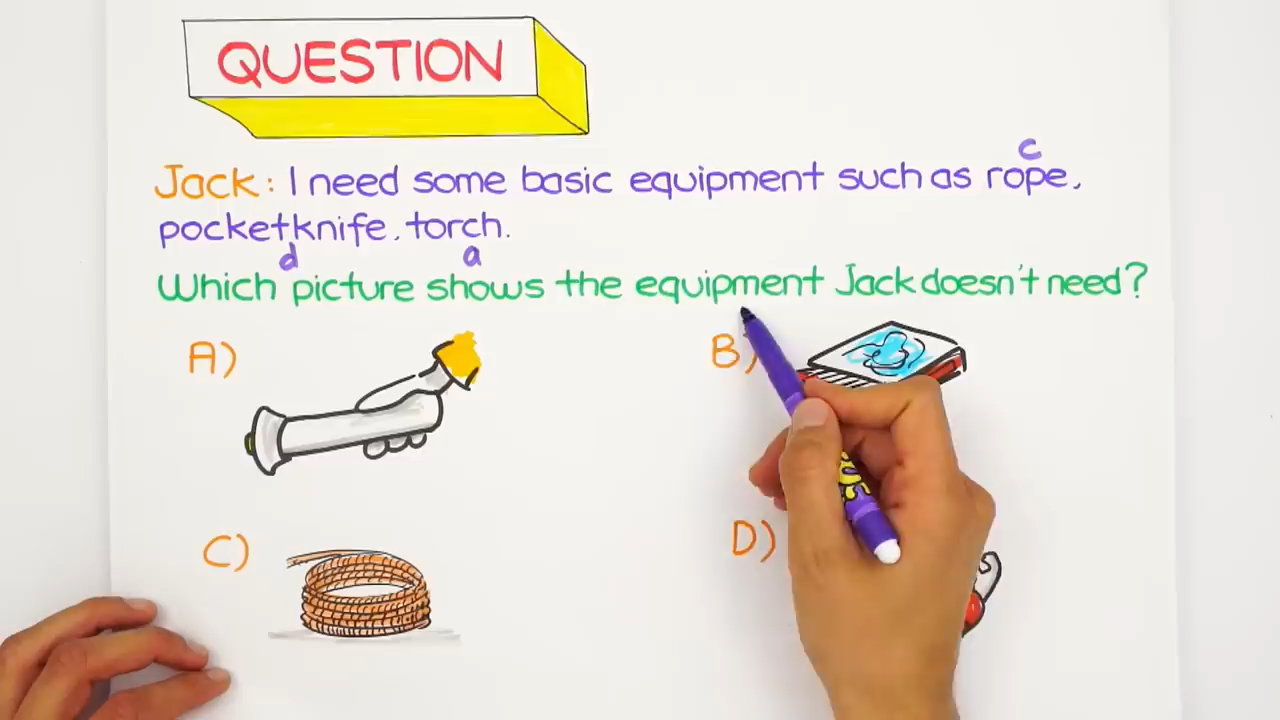 QUESTION
c
Jack: I need some basic equipment such as rope,
pocketknife, torch.
d a
Which picture shows the equipment Jack doesn't need?
A) B)
C) D)